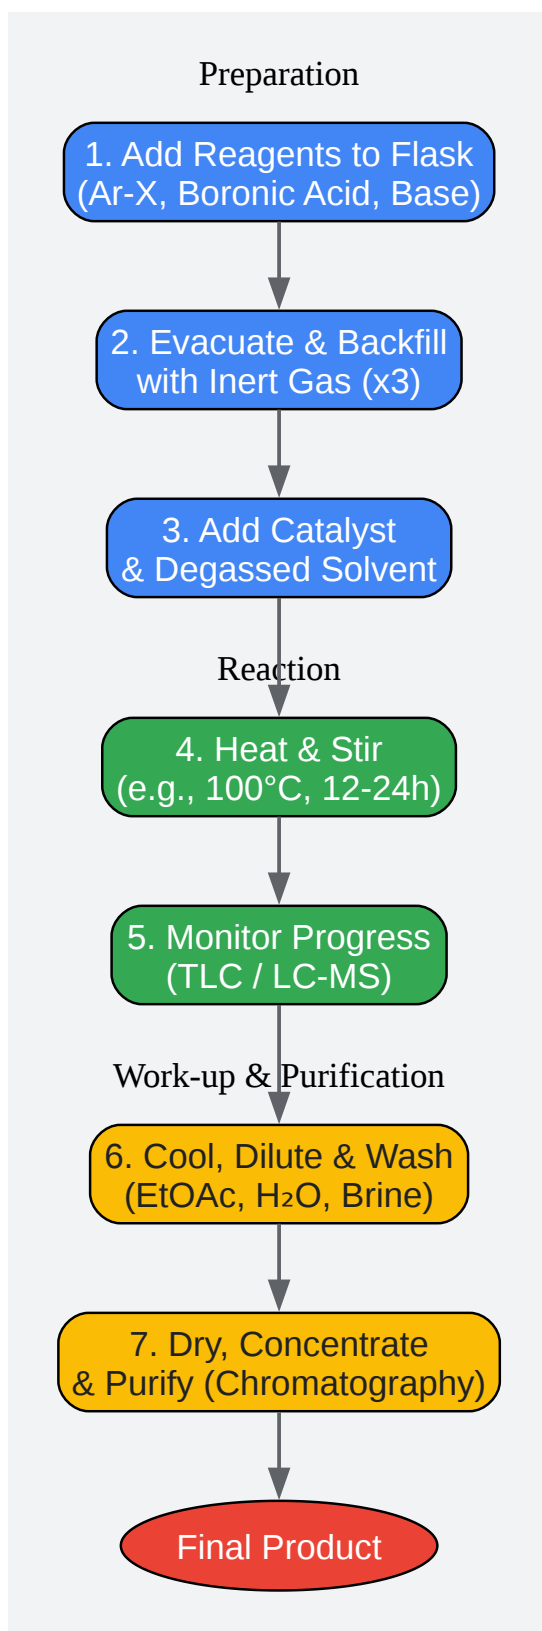 Preparation
1. Add Reagents to Flask
(Ar-X, Boronic Acid, Base)
2. Evacuate & Backfill
with Inert Gas (x3)
3. Add Catalyst
& Degassed Solvent
Reaction
4. Heat & Stir
(e.g., 100°C, 12-24h)
5. Monitor Progress
(TLC / LC-MS)
Work-up & Purification
6. Cool, Dilute & Wash
(EtOAc, H₂O, Brine)
7. Dry, Concentrate
& Purify (Chromatography)
Final Product